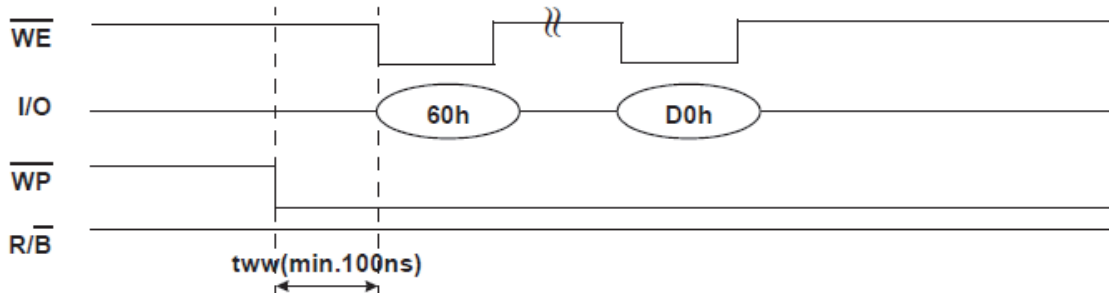 WE
I/O 60h D0h
WP
R/B
tww(min.100ns)